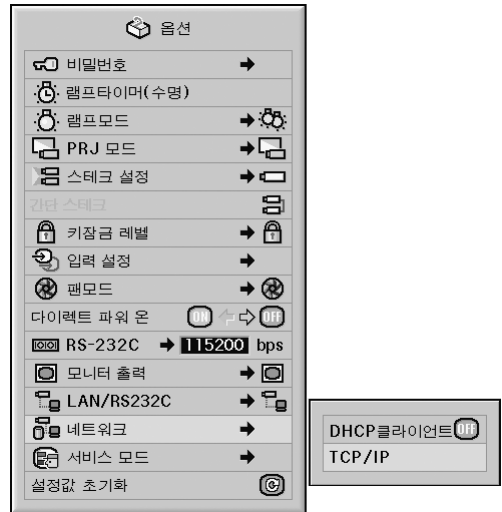 옵션
비밀번호
램프타이머(수명)
램프모드
PRJ 모드
스테크 설정
간단 스테크
키잠금 레벨
입력 설정
팬모드
다이렉트 파워 온 ON OFF
RS-232C 115200 bps
모니터 출력
LAN/RS232C
네트워크
서비스 모드
설정값 초기화
DHCP클라이언트 OFF
TCP/IP